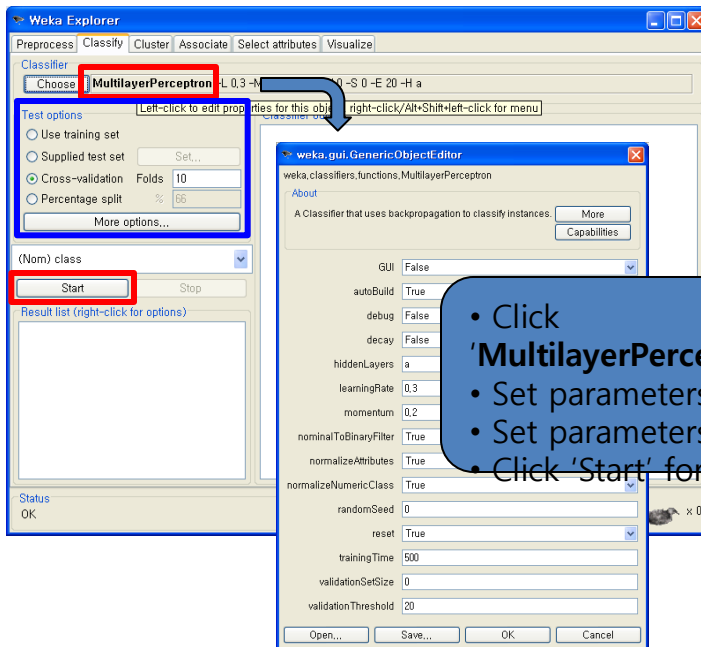 Weka Explorer
Preprocess Classify Cluster Associate Select attributes Visualize
Classifier
Choose MultilayerPerceptron -L 0,3 -M 0 -S 0 -E 20 -H a
Left-click to edit properties for this obje right-click/Alt+Shift+left-click for menu
Test options
Use training set
Supplied test set Set...
Cross-validation Folds 10
Percentage split % 66
More options...
(Nom) class
Start Stop
Result list (right-click for options)
Status
OK
x 0
weka.gui.GenericObjectEditor
weka,classifiers,functions,MultilayerPerceptron
About
A Classifier that uses backpropagation to classify instances. More
Capabilities
GUI False
autoBuild True
debug False
decay False
hiddenLayers a
learningRate 0,3
momentum 0,2
nominalToBinaryFilter True
normalizeAttributes True
normalizeNumericClass True
randomSeed 0
reset True
trainingTime 500
validationSetSize 0
validationThreshold 20
Open... Save... OK Cancel
• Click
‘MultilayerPerce
• Set parameters
• Set parameters
• Click ‘Start’ for